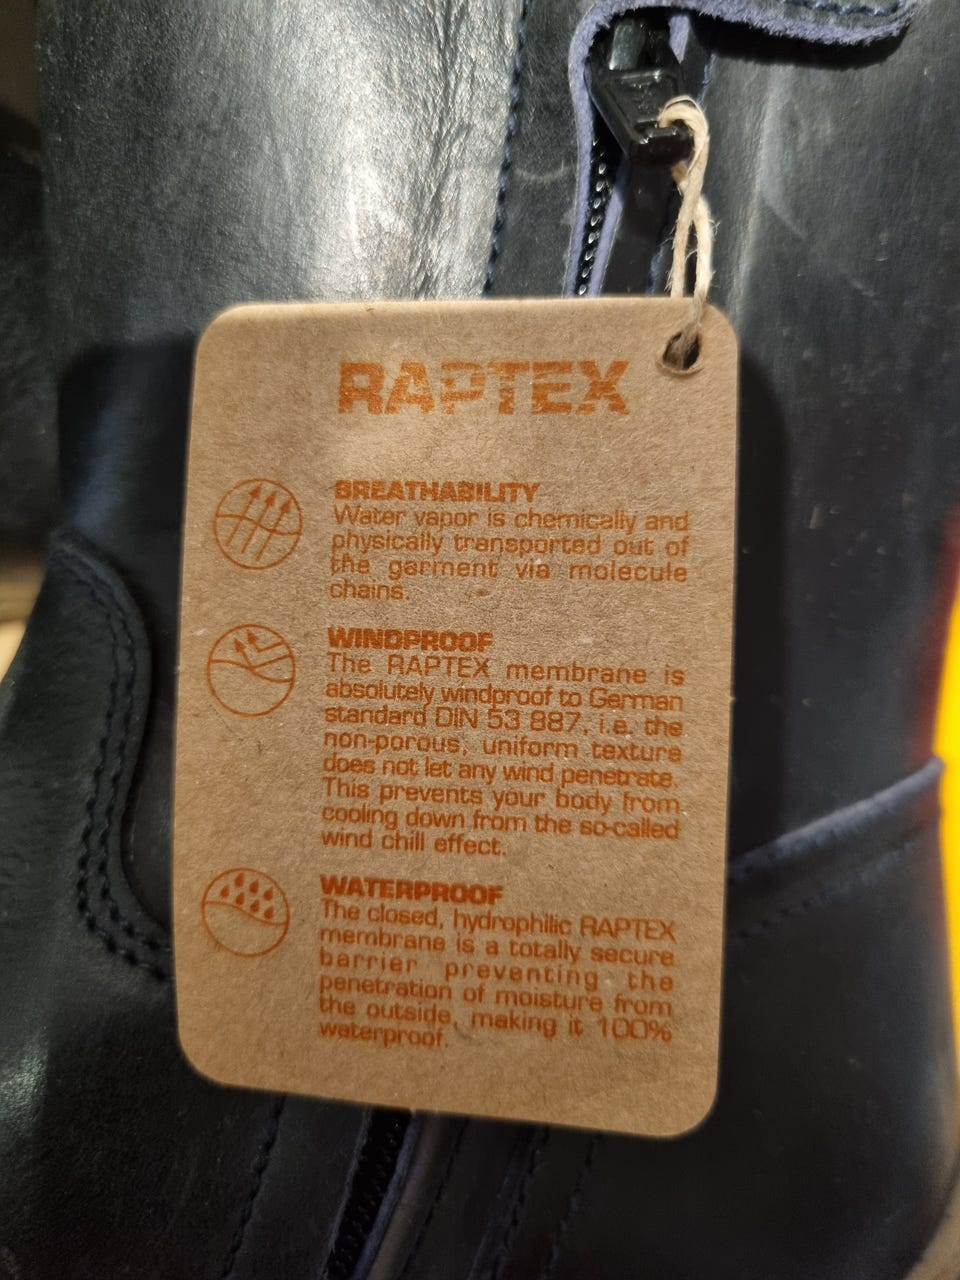 RAPTEX
BREATHABILITY
Water vapor is chemically and
physically transported out of
the garment via molecule
chains.
WINDPROOF
The RAPTEX membrane is
absolutely windproof to German
standard DIN 53 887, i.e. the
non-porous, uniform texture
does not let any wind penetrate.
This prevents your body from
cooling down from the so-called
wind chill effect.
WATERPROOF
The closed, hydrophilic RAPTEX
membrane is a totally secure
barrier preventing the
penetration of moisture from
the outside, making it 100%
waterproof.